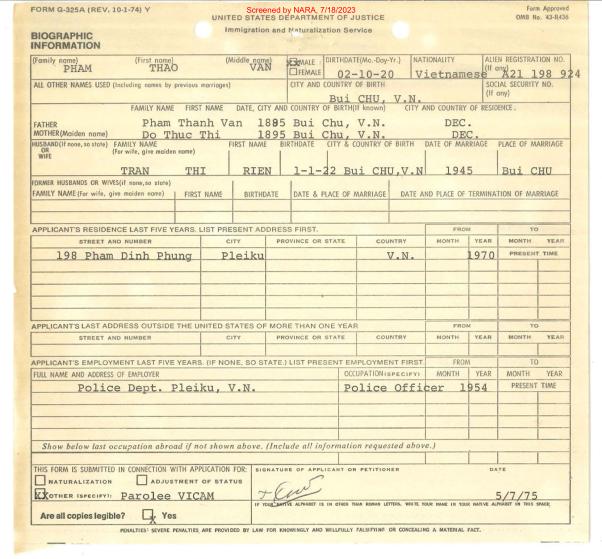 FORM G-325A (REV. 10-1-74) Y
Screened by NARA, 7/18/2023
Form Approved
OMB No. 43-R436
UNITED STATES DEPARTMENT OF JUSTICE
Immigration and Naturalization Service
BIOGRAPHIC
INFORMATION
(Family name) (First name) (Middle name) XX MALE BIRTHDATE (Mo.-Day-Yr.) NATIONALITY ALIEN REGISTRATION NO. (If any)
PHAM THAO VAN FEMALE 02-10-20 Vietnamese A21 198 924
ALL OTHER NAMES USED (Including names by previous marriages) CITY AND COUNTRY OF BIRTH SOCIAL SECURITY NO. (If any)
Bui CHU, V.N.
FAMILY NAME FIRST NAME DATE, CITY AND COUNTRY OF BIRTH (If known) CITY AND COUNTRY OF RESIDENCE.
FATHER Pham Thanh Van 1885 Bui Chu, V.N. DEC.
MOTHER (Maiden name) Do Thuc Thi 1895 Bui Chu, V.N. DEC.
HUSBAND (If none, so state) OR WIFE FAMILY NAME (For wife, give maiden name) FIRST NAME BIRTHDATE CITY & COUNTRY OF BIRTH DATE OF MARRIAGE PLACE OF MARRIAGE
TRAN THI RIEN 1-1-22 Bui CHU,V.N 1945 Bui CHU
FORMER HUSBANDS OR WIVES (if none, so state)
FAMILY NAME (For wife, give maiden name) FIRST NAME BIRTHDATE DATE & PLACE OF MARRIAGE DATE AND PLACE OF TERMINATION OF MARRIAGE
APPLICANT'S RESIDENCE LAST FIVE YEARS. LIST PRESENT ADDRESS FIRST. FROM TO
STREET AND NUMBER CITY PROVINCE OR STATE COUNTRY MONTH YEAR MONTH YEAR
198 Pham Dinh Phung Pleiku V.N. 1970 PRESENT TIME
APPLICANT'S LAST ADDRESS OUTSIDE THE UNITED STATES OF MORE THAN ONE YEAR FROM TO
STREET AND NUMBER CITY PROVINCE OR STATE COUNTRY MONTH YEAR MONTH YEAR
APPLICANT'S EMPLOYMENT LAST FIVE YEARS. (IF NONE, SO STATE.) LIST PRESENT EMPLOYMENT FIRST. FROM TO
FULL NAME AND ADDRESS OF EMPLOYER OCCUPATION (SPECIFY) MONTH YEAR MONTH YEAR
Police Dept. Pleiku, V.N. Police Officer 1954 PRESENT TIME
Show below last occupation abroad if not shown above. (Include all information requested above.)
THIS FORM IS SUBMITTED IN CONNECTION WITH APPLICATION FOR: SIGNATURE OF APPLICANT OR PETITIONER DATE
NATURALIZATION ADJUSTMENT OF STATUS
XX OTHER (SPECIFY): Parolee VICAM 5/7/75
IF YOUR NATIVE ALPHABET IS IN OTHER THAN ROMAN LETTERS, WRITE YOUR NAME IN YOUR NATIVE ALPHABET IN THIS SPACE
Are all copies legible? X Yes
PENALTIES: SEVERE PENALTIES ARE PROVIDED BY LAW FOR KNOWINGLY AND WILLFULLY FALSIFYING OR CONCEALING A MATERIAL FACT.